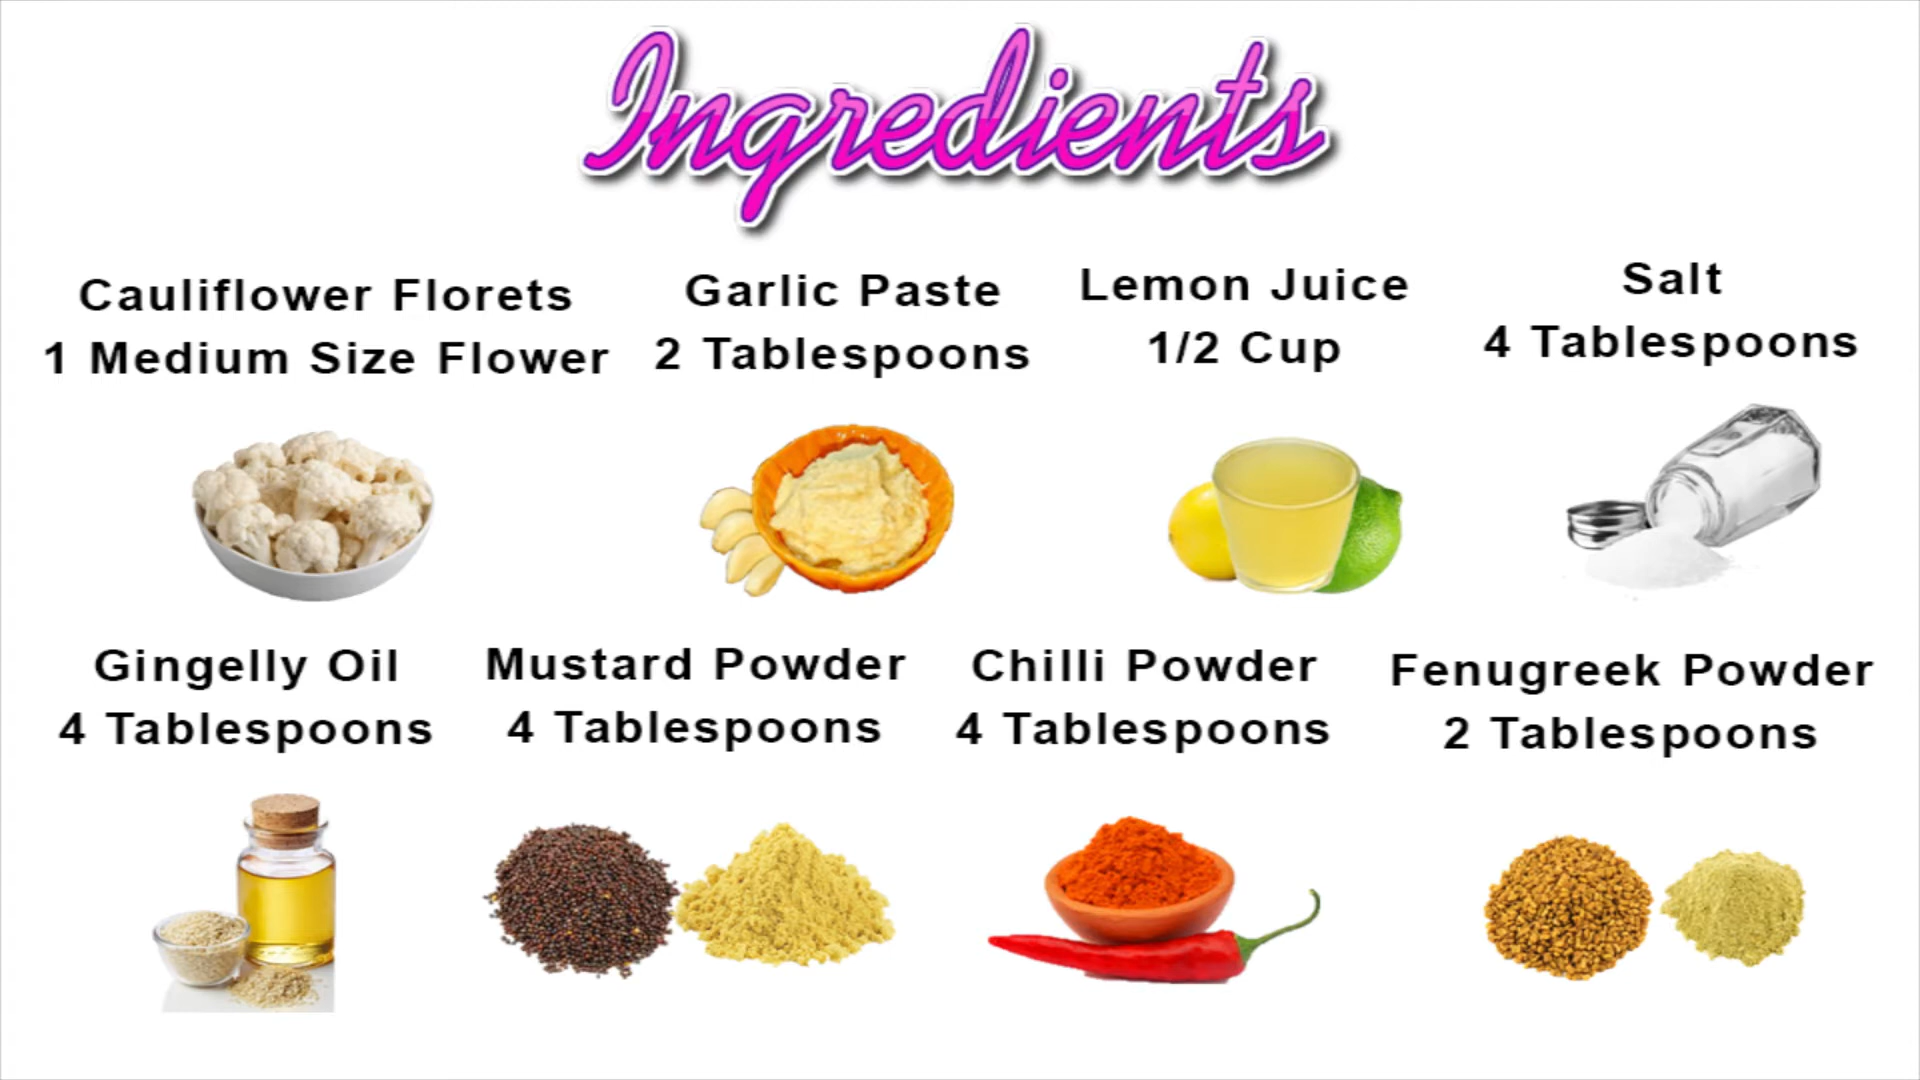 Ingredients
Cauliflower Florets
1 Medium Size Flower
Garlic Paste
2 Tablespoons
Lemon Juice
1/2 Cup
Salt
4 Tablespoons
Gingelly Oil
4 Tablespoons
Mustard Powder
4 Tablespoons
Chilli Powder
4 Tablespoons
Fenugreek Powder
2 Tablespoons